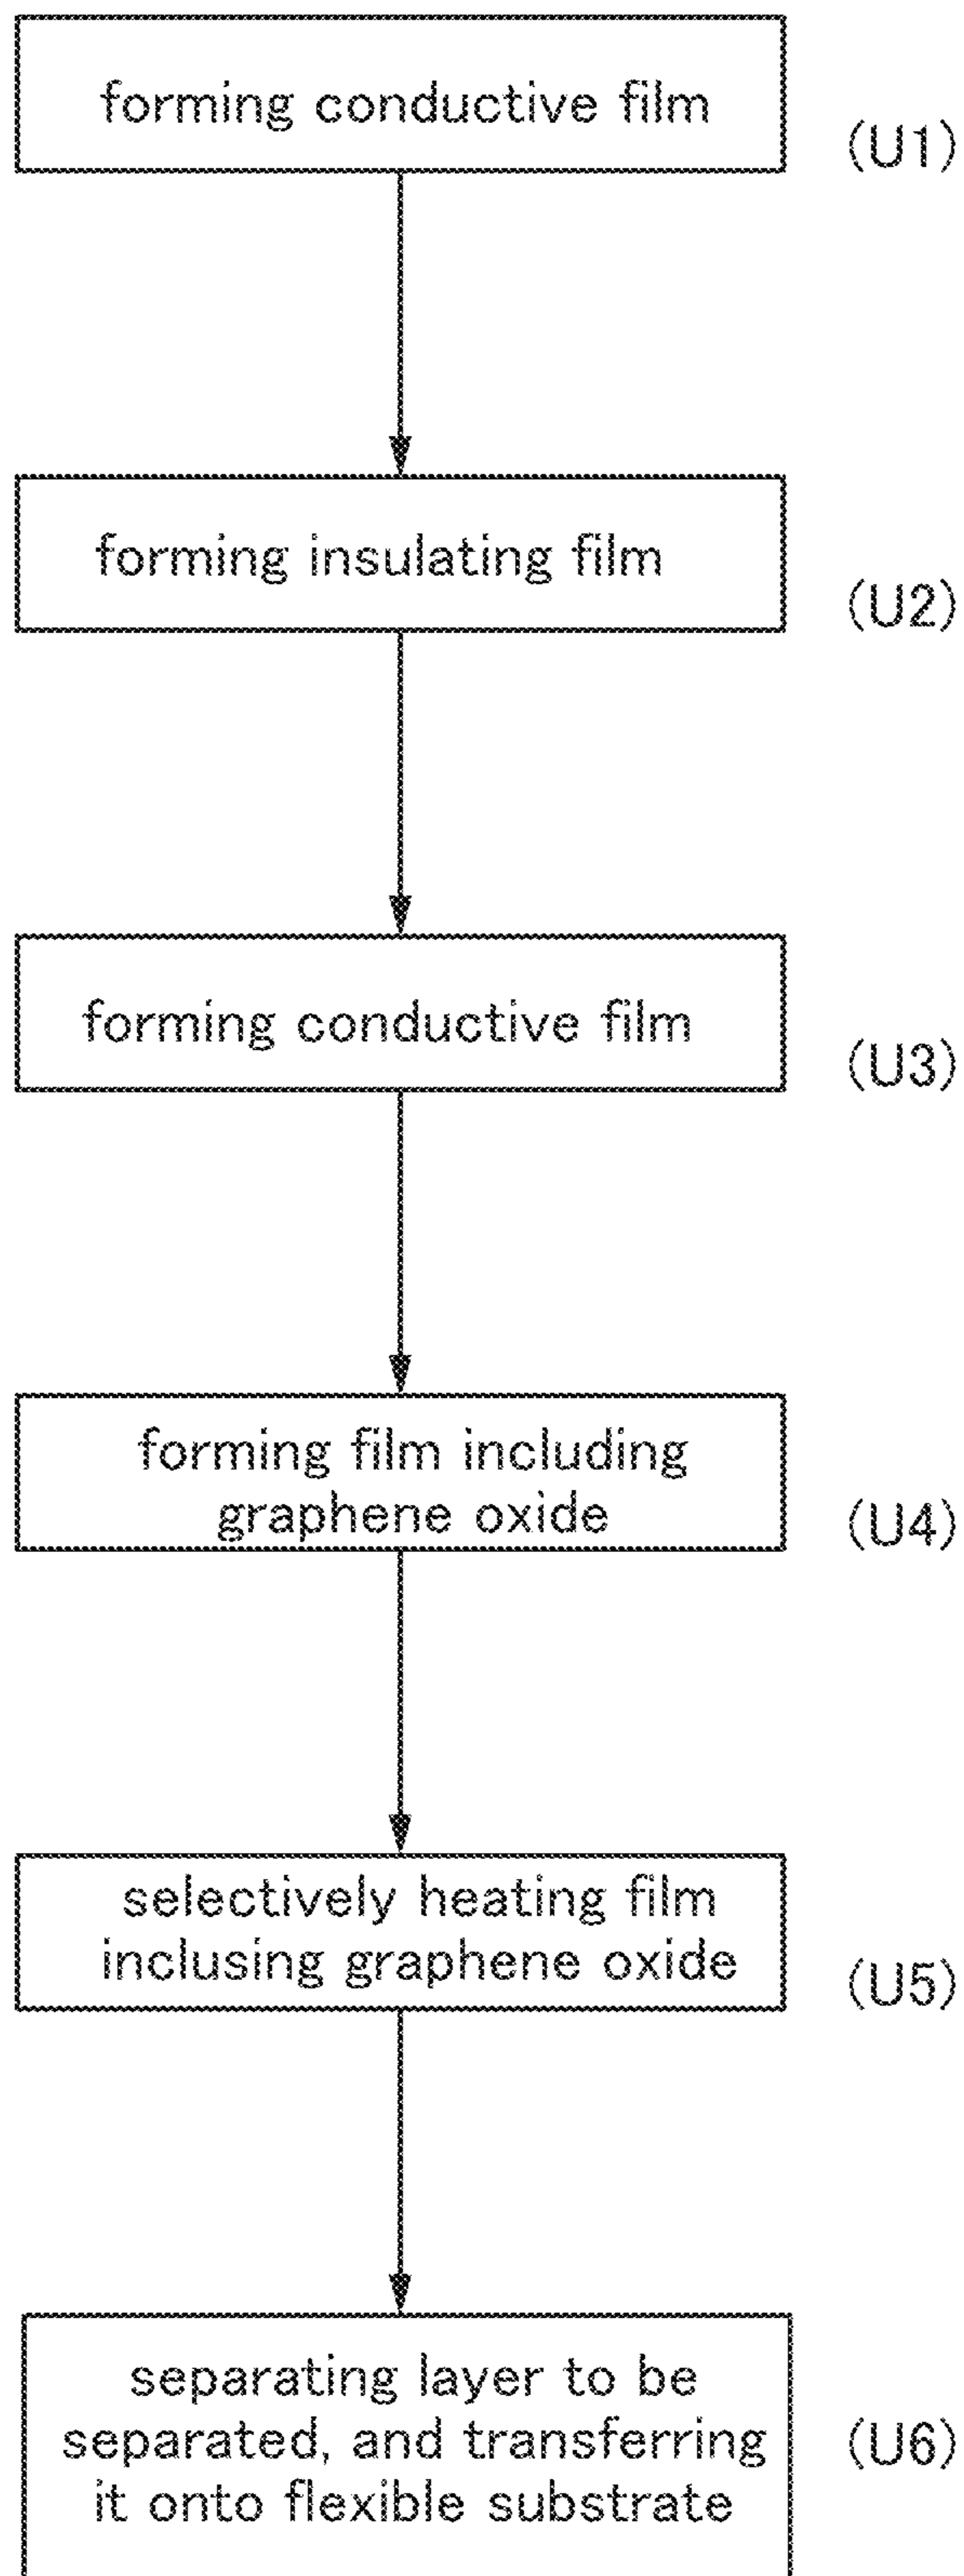 forming conductive film
(U1)
forming insulating film
(U2)
forming conductive film
(U3)
forming film including
graphene oxide
(U4)
selectively heating film
inclusing graphene oxide
(U5)
separating layer to be
separated, and transferring
it onto flexible substrate
(U6)